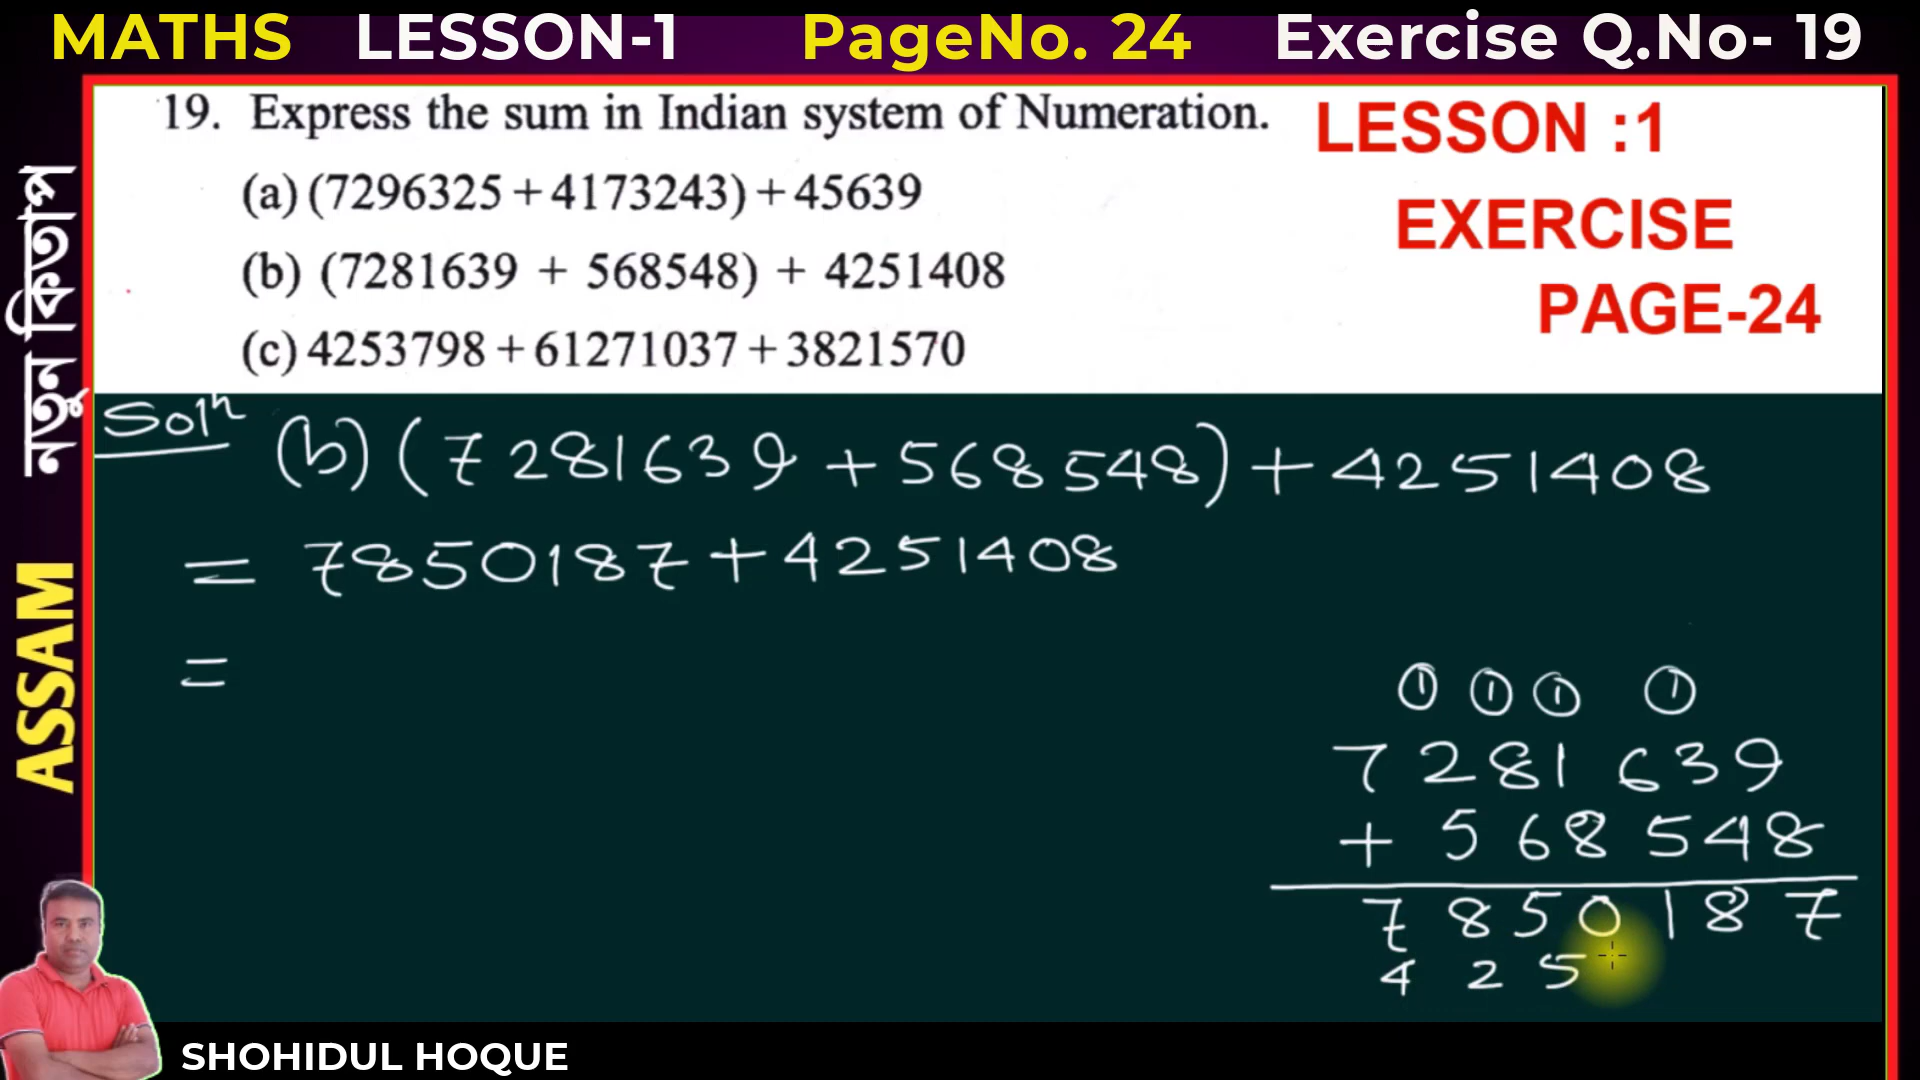 MATHS LESSON-1 PageNo. 24 Exercise Q.No- 19
19. Express the sum in Indian system of Numeration.
(a) (7296325 + 4173243) + 45639
(b) (7281639 + 568548) + 4251408
(c) 4253798 + 61271037 + 3821570
LESSON :1
EXERCISE
PAGE-24
ASSAM নতুন কিতাপ
Solⁿ (b) (7281639 + 568548) + 4251408
= 7850187 + 4251408
=
1 1 1 1
7281639
+ 568548
7850187
425
SHOHIDUL HOQUE